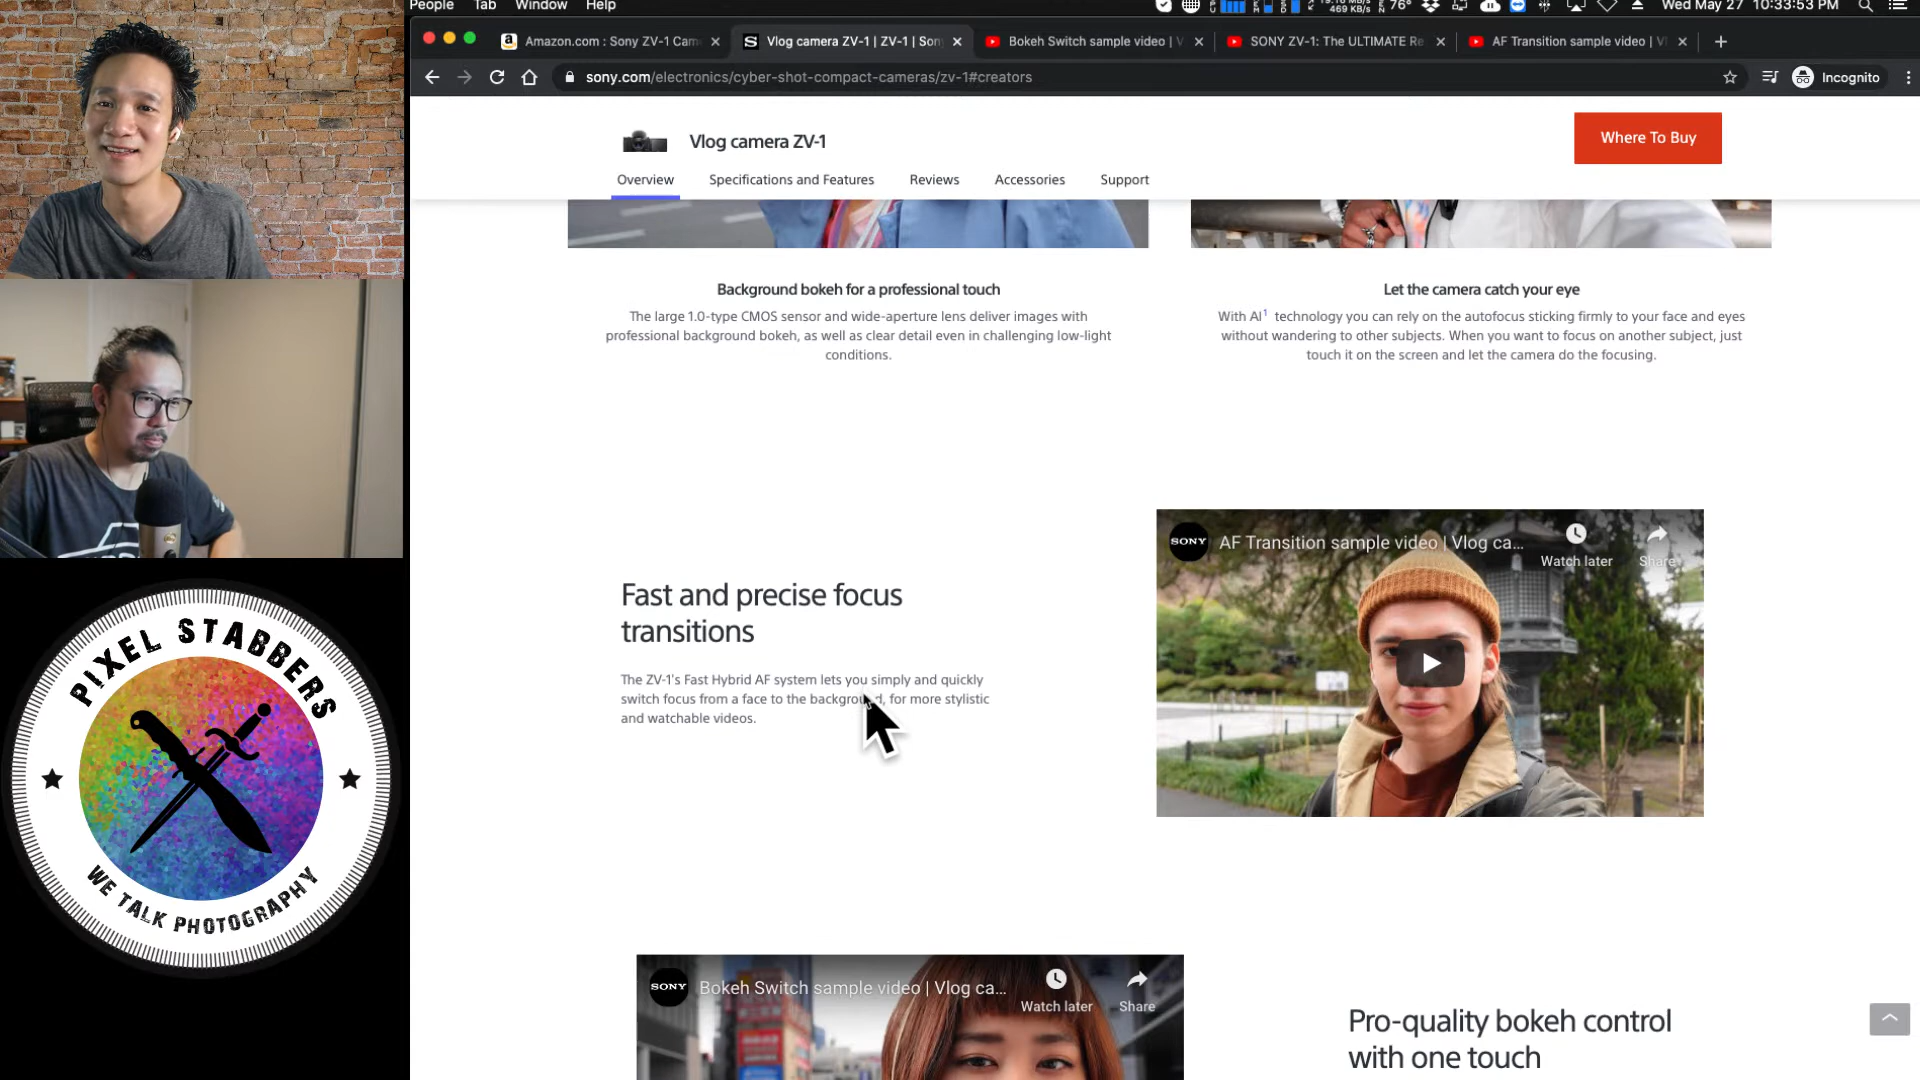 People Tab Window Help
469 KB/s 76° Wed May 27 10:33:53 PM
Amazon.com : Sony ZV-1 Cam
Vlog camera ZV-1 | ZV-1 | Son
Bokeh Switch sample video | V
SONY ZV-1: The ULTIMATE Re
AF Transition sample video | V
sony.com/electronics/cyber-shot-compact-cameras/zv-1#creators
Incognito
Vlog camera ZV-1
Where To Buy
Overview Specifications and Features Reviews Accessories Support
Background bokeh for a professional touch
The large 1.0-type CMOS sensor and wide-aperture lens deliver images with
professional background bokeh, as well as clear detail even in challenging low-light
conditions.
Let the camera catch your eye
With AI1 technology you can rely on the autofocus sticking firmly to your face and eyes
without wandering to other subjects. When you want to focus on another subject, just
touch it on the screen and let the camera do the focusing.
Fast and precise focus
transitions
The ZV-1's Fast Hybrid AF system lets you simply and quickly
switch focus from a face to the background, for more stylistic
and watchable videos.
SONY
AF Transition sample video | Vlog ca...
Watch later
Share
SONY
Bokeh Switch sample video | Vlog ca...
Watch later
Share
Pro-quality bokeh control
with one touch
PIXEL STABBERS
WE TALK PHOTOGRAPHY